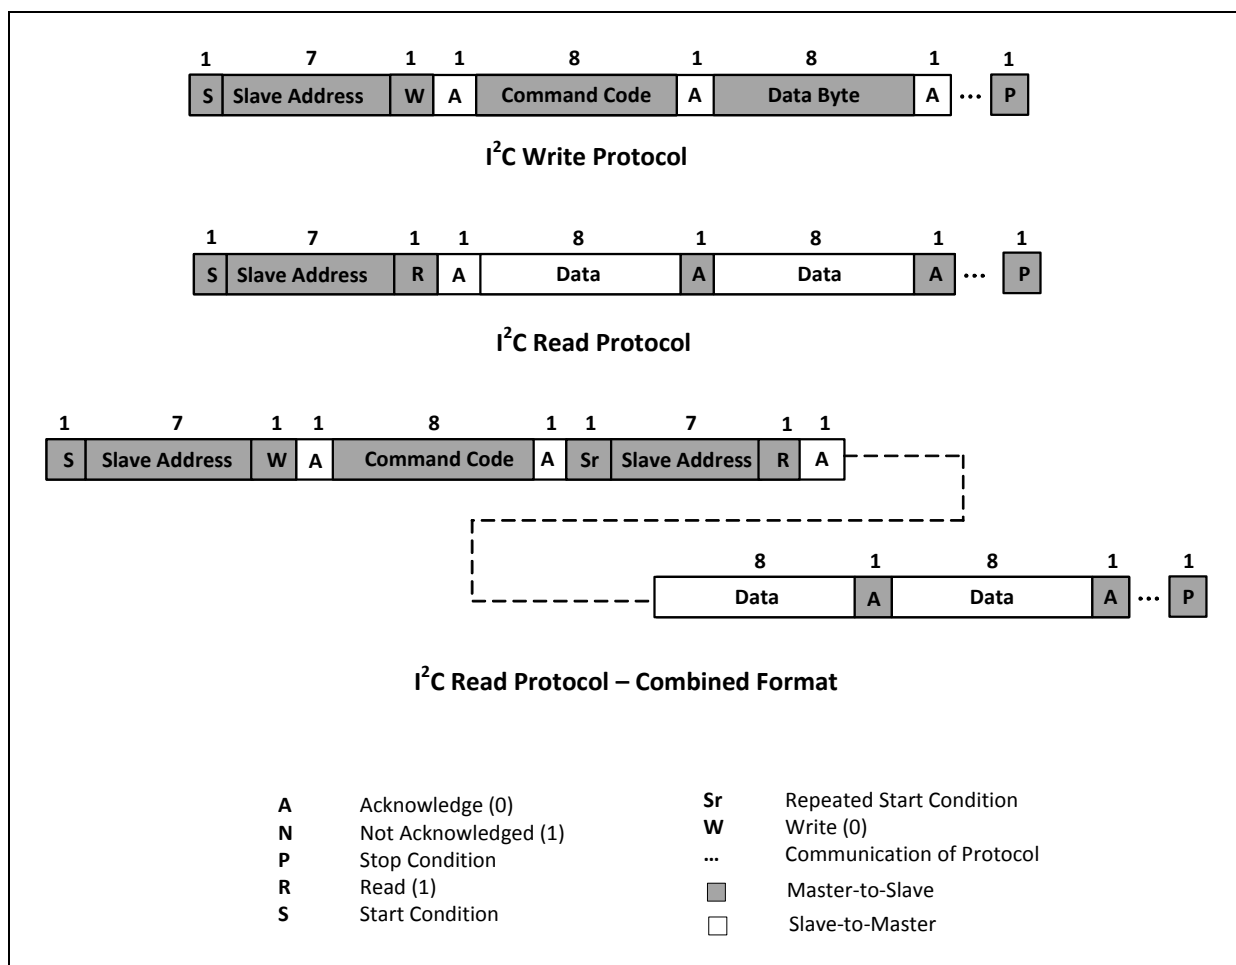 1 7 1 1 8 1 8 1 1
S Slave Address W A Command Code A Data Byte A ... P
I²C Write Protocol
1 7 1 1 8 1 8 1 1
S Slave Address R A Data A Data A ... P
I²C Read Protocol
1 7 1 1 8 1 1 7 1 1
S Slave Address W A Command Code A Sr Slave Address R A
8 1 8 1 1
Data A Data A ... P
I²C Read Protocol – Combined Format
A Acknowledge (0)
N Not Acknowledged (1)
P Stop Condition
R Read (1)
S Start Condition
Sr Repeated Start Condition
W Write (0)
... Communication of Protocol
Master-to-Slave
Slave-to-Master